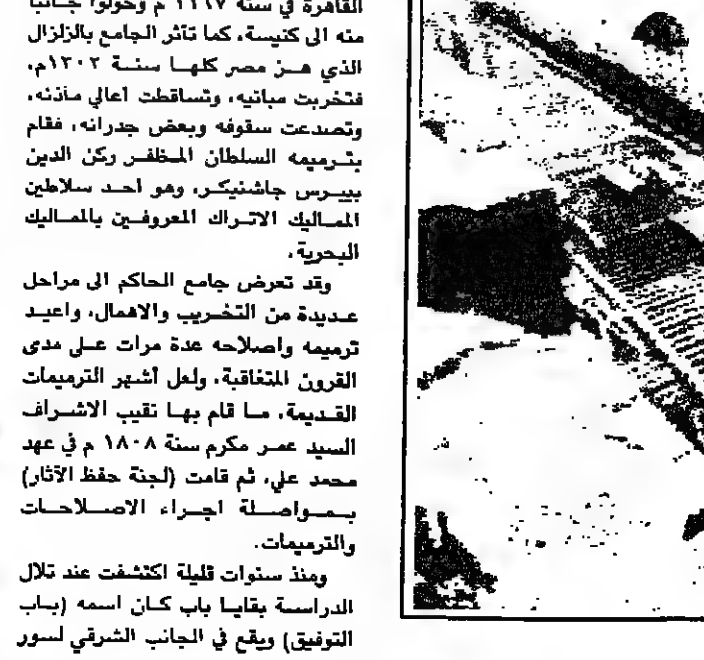 القاهرة في سنة ١١٦٧ م وحولوا جانبا
منه الى كنيسة، كما تأثر الجامع بالزلزال
الذي هز مصر كلها سنة ١٣٠٢م،
فتخربت مبانيه، وتساقطت اعالي مآذنه،
وتصدعت سقوفه وبعض جدرانه، فقام
بترميمه السلطان المظفر ركن الدين
بيبرس جاشنيكر، وهو احد سلاطين
المماليك الاتراك المعروفين بالمماليك
البحرية.
وقد تعرض جامع الحاكم الى مراحل
عديدة من التخريب والاهمال، واعيد
ترميمه واصلاحه عدة مرات على مدى
القرون المتعاقبة، ولعل أشهر الترميمات
القديمة، ما قام بها نقيب الاشراف
السيد عمر مكرم سنة ١٨٠٨ م في عهد
محمد علي، ثم قامت (لجنة حفظ الآثار)
بمواصلة اجراء الاصلاحات
والترميمات.
ومنذ سنوات قليلة اكتشفت عند تلال
الدراسة بقايا باب كان اسمه (باب
التوفيق) ويقع في الجانب الشرقي لسور